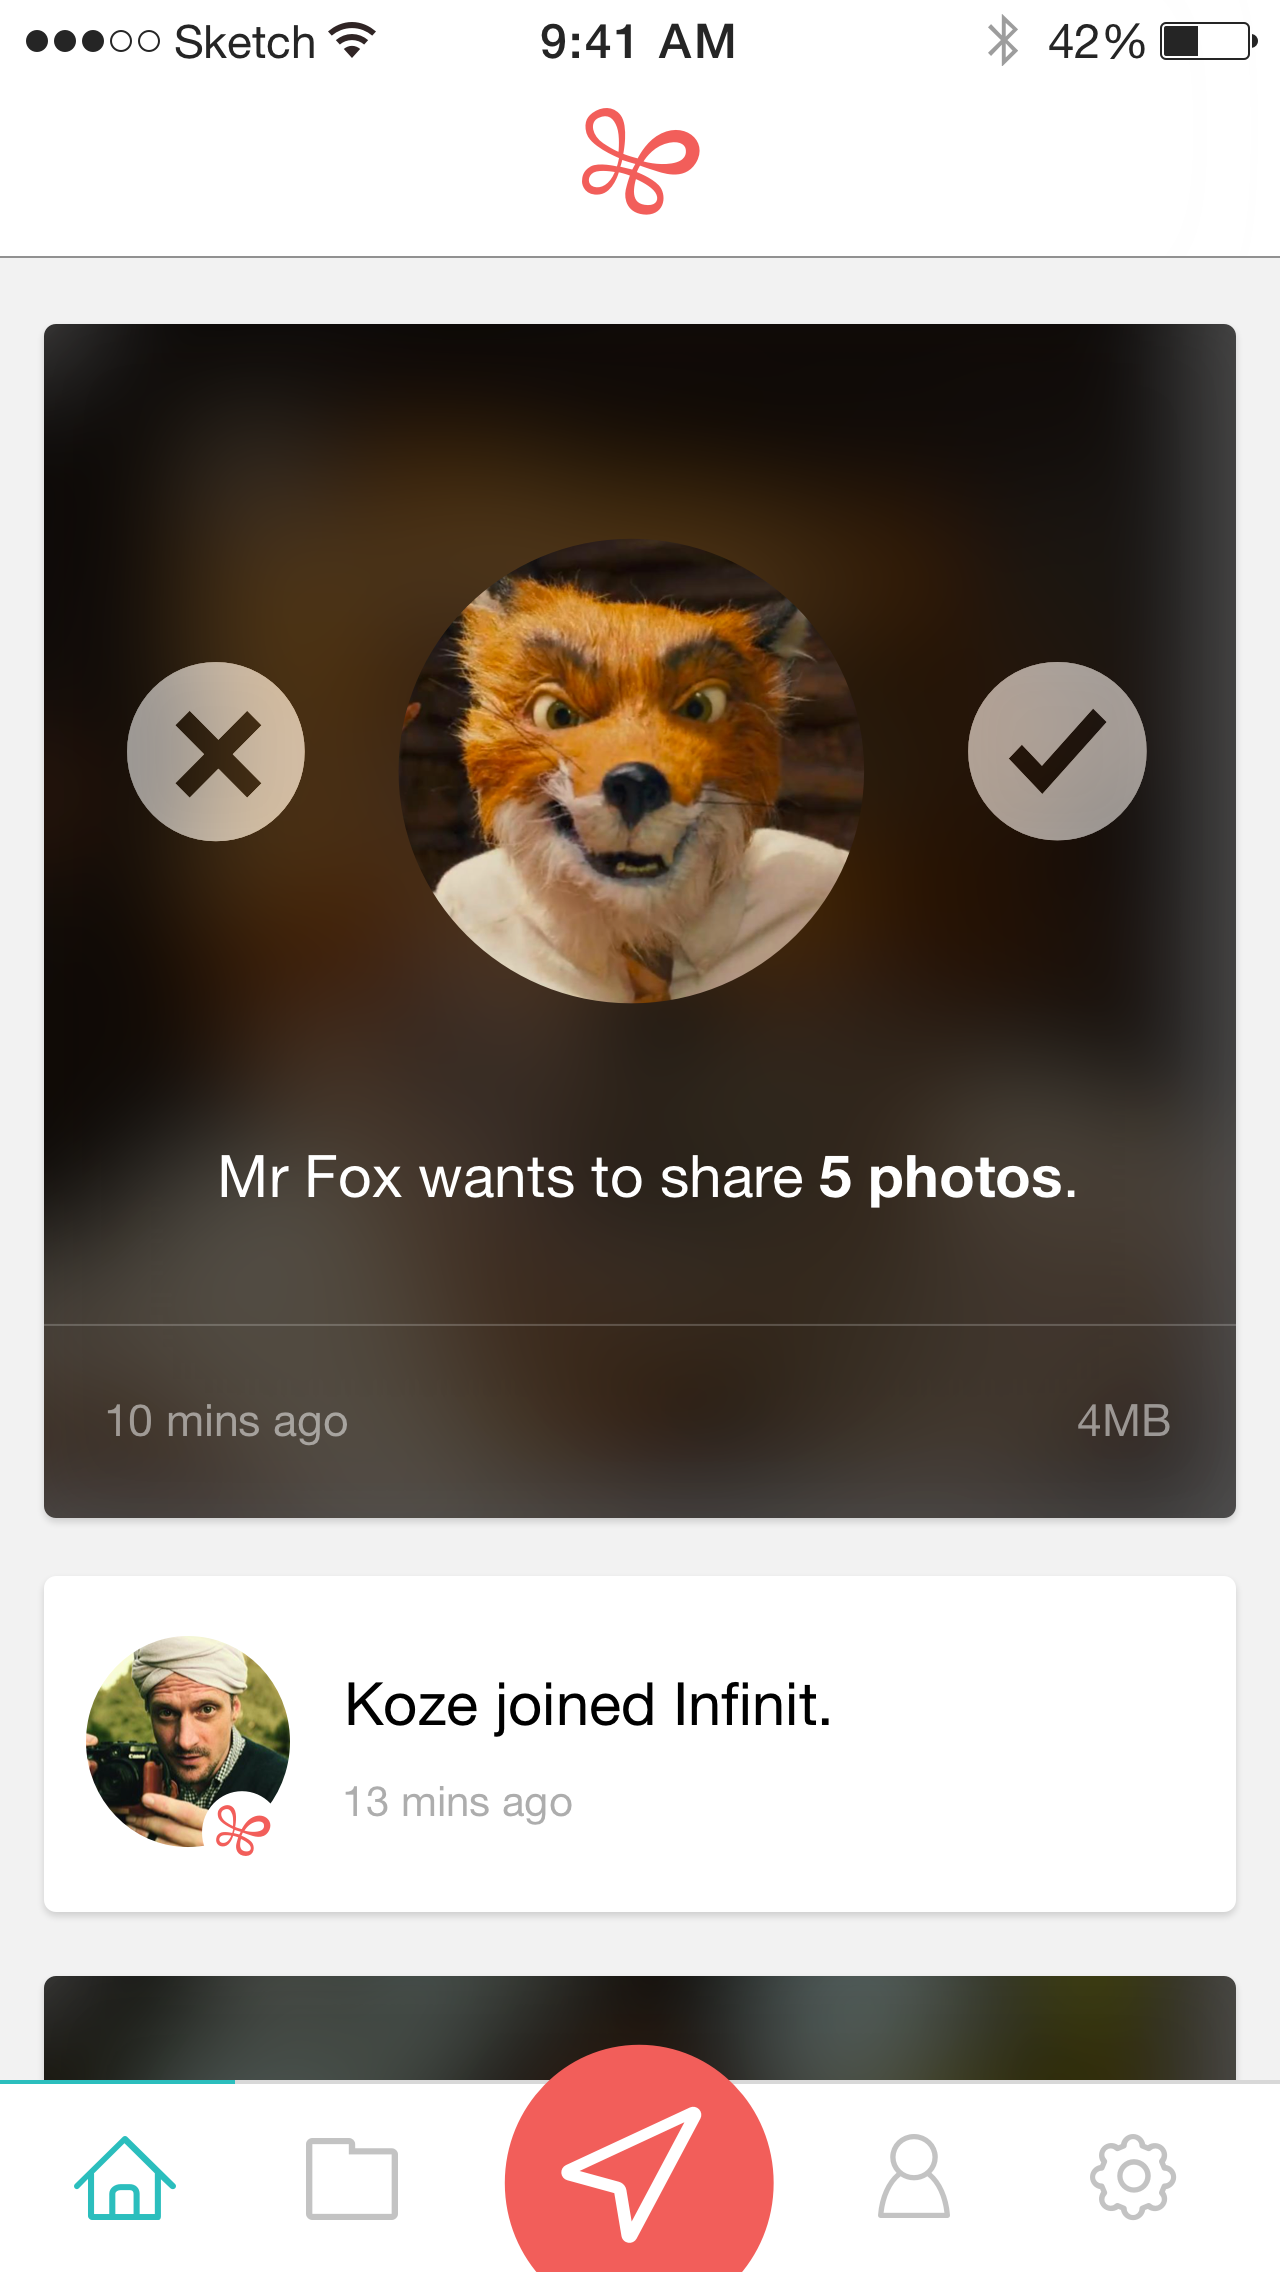 Sketch 9:41 AM 42%
Mr Fox wants to share 5 photos.
10 mins ago 4MB
Koze joined Infinit.
13 mins ago